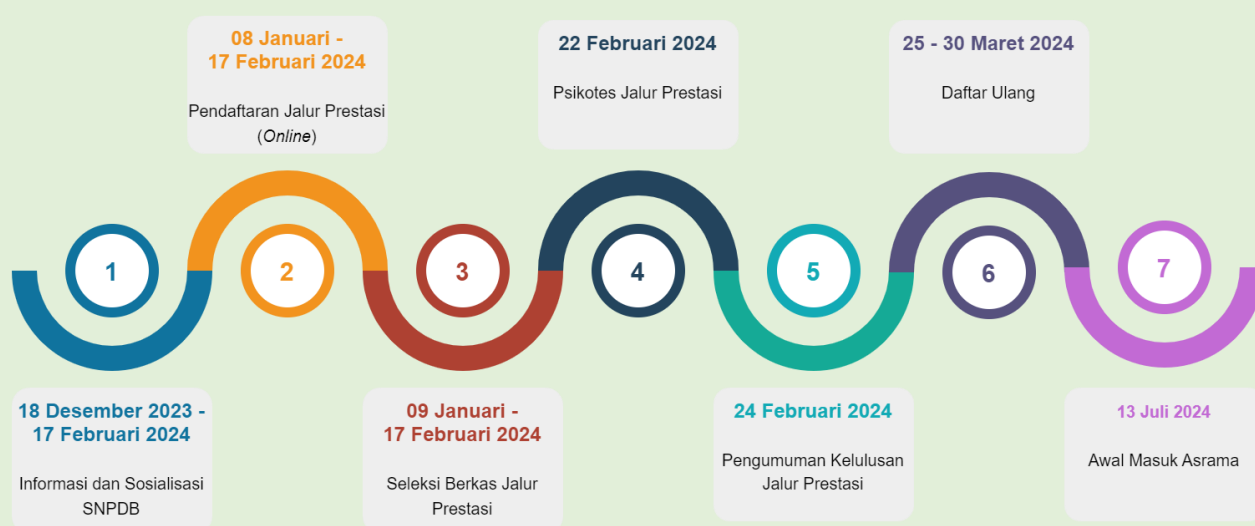 08 Januari -
17 Februari 2024
Pendaftaran Jalur Prestasi
(Online)
22 Februari 2024
Psikotes Jalur Prestasi
25 - 30 Maret 2024
Daftar Ulang
1
2
3
4
5
6
7
18 Desember 2023 -
17 Februari 2024
Informasi dan Sosialisasi
SNPDB
09 Januari -
17 Februari 2024
Seleksi Berkas Jalur
Prestasi
24 Februari 2024
Pengumuman Kelulusan
Jalur Prestasi
13 Juli 2024
Awal Masuk Asrama